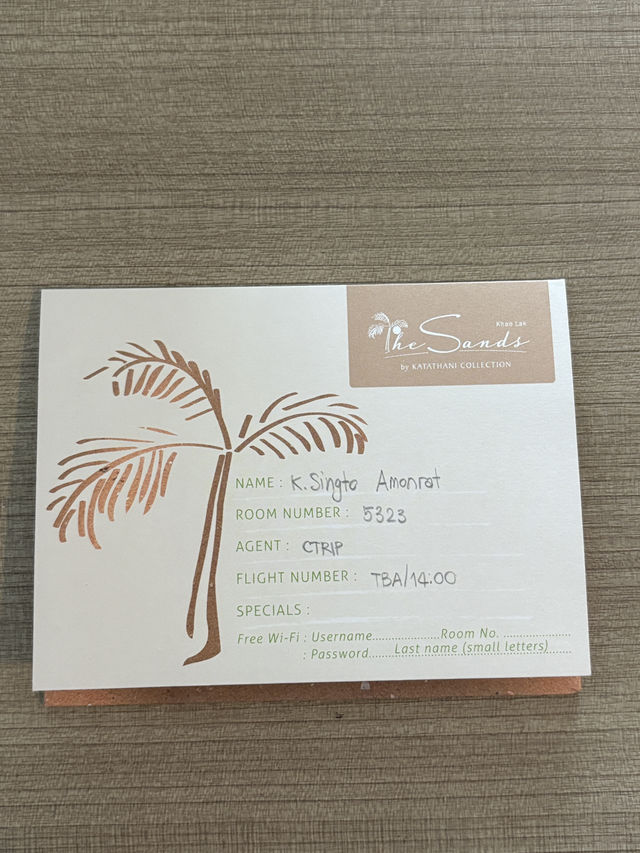 Khao Lak
The Sands
by KATATHANI COLLECTION
NAME : K. Singto Amonrat
ROOM NUMBER : 5323
AGENT : CTRIP
FLIGHT NUMBER : TBA/14.00
SPECIALS :
Free Wi-Fi : Username......................Room No. ......................
: Password.......Last name (small letters)......